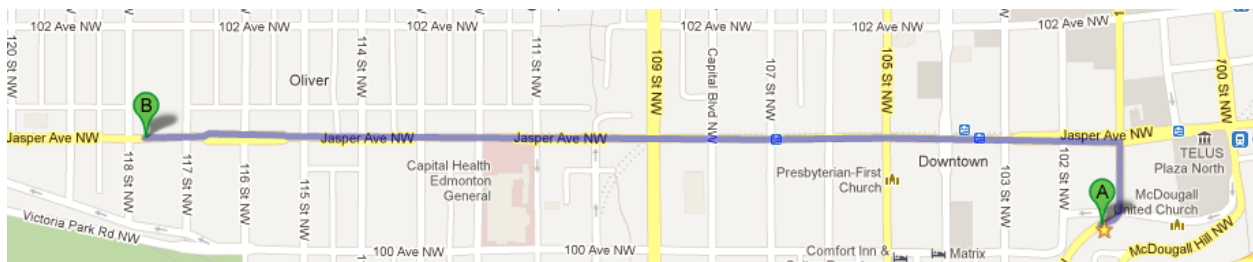 102 Ave NW
102 Ave NW
102 Ave NW
102 Ave NW
102 Ave NW
120 St NW
114 St NW
111 St NW
109 St NW
Capital Blvd NW
107 St NW
105 St NW
100 St NW
Oliver
B
Jasper Ave NW
Jasper Ave NW
Jasper Ave NW
Jasper Ave NW
118 St NW
117 St NW
116 St NW
115 St NW
Capital Health
Edmonton
General
Downtown
Presbyterian-First
Church
103 St NW
102 St NW
TELUS
Plaza North
A
McDougall
United Church
Victoria Park Rd NW
100 Ave NW
100 Ave NW
Comfort Inn &
Matrix
McDougall Hill NW